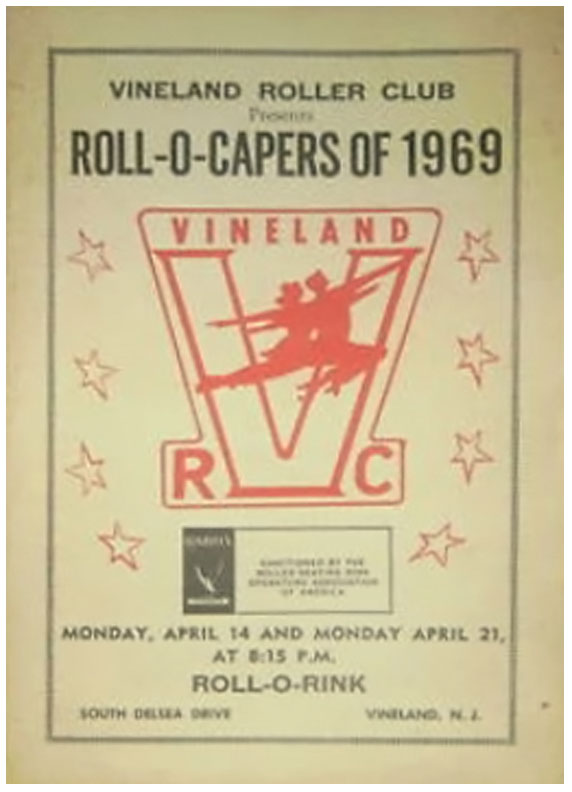 VINELAND ROLLER CLUB
Presents
ROLL-O-CAPERS OF 1969
VINELAND
V
R C
SANCTIONED BY THE
ROLLER SKATING RINK
OPERATORS ASSOCIATION
OF AMERICA
MONDAY, APRIL 14 AND MONDAY APRIL 21,
AT 8:15 P.M.
ROLL-O-RINK
SOUTH DELSEA DRIVE VINELAND, N. J.